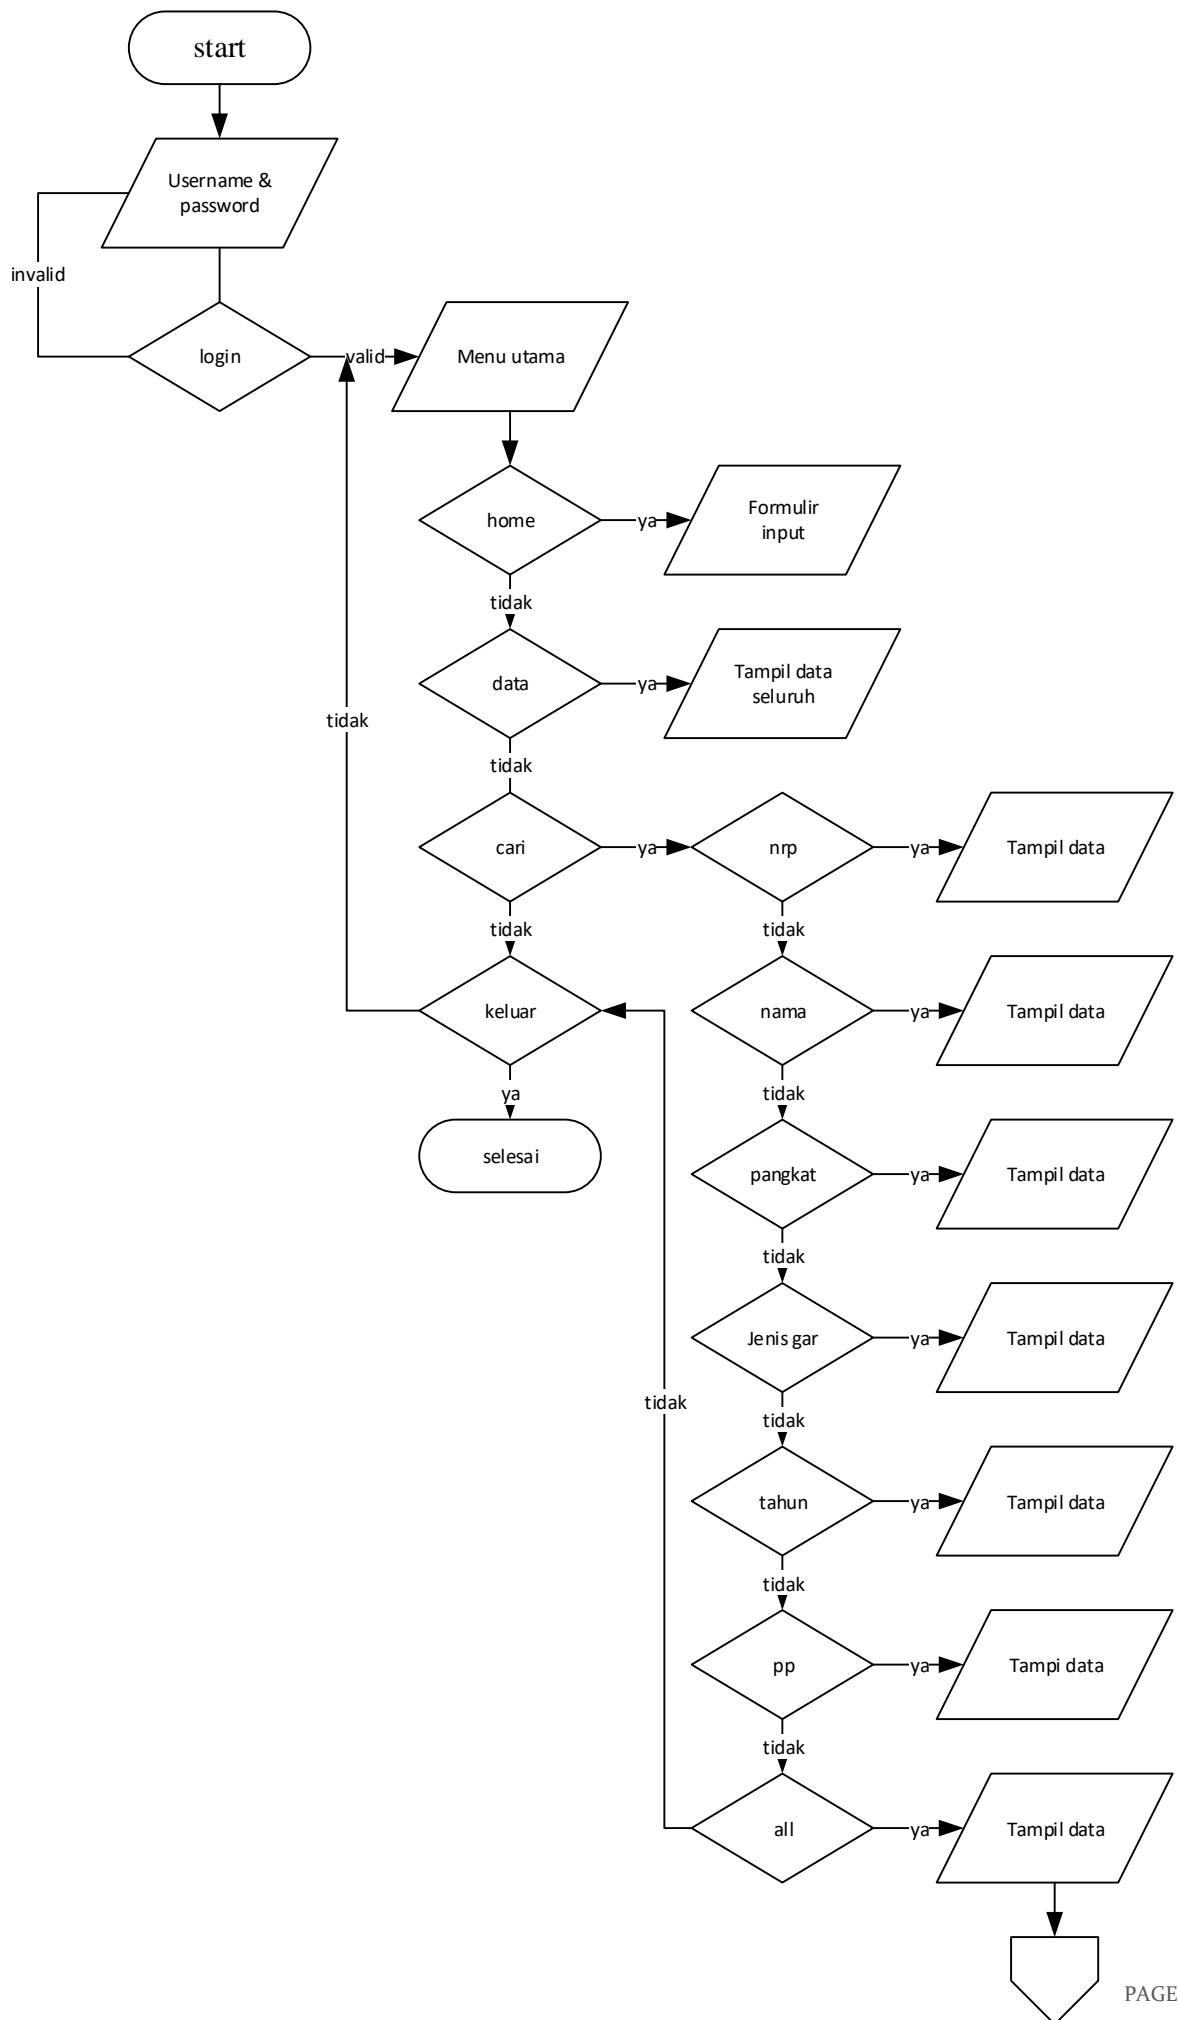 start
Username &
password
invalid
login
valid
Menu utama
home
ya
Formulir
input
tidak
data
ya
Tampil data
seluruh
tidak
tidak
cari
ya
nrp
ya
Tampil data
tidak
tidak
keluar
nama
ya
Tampil data
ya
tidak
selesai
pangkat
ya
Tampil data
tidak
Jenis gar
ya
Tampil data
tidak
tidak
tahun
ya
Tampil data
tidak
pp
ya
Tampi data
tidak
all
ya
Tampil data
PAGE